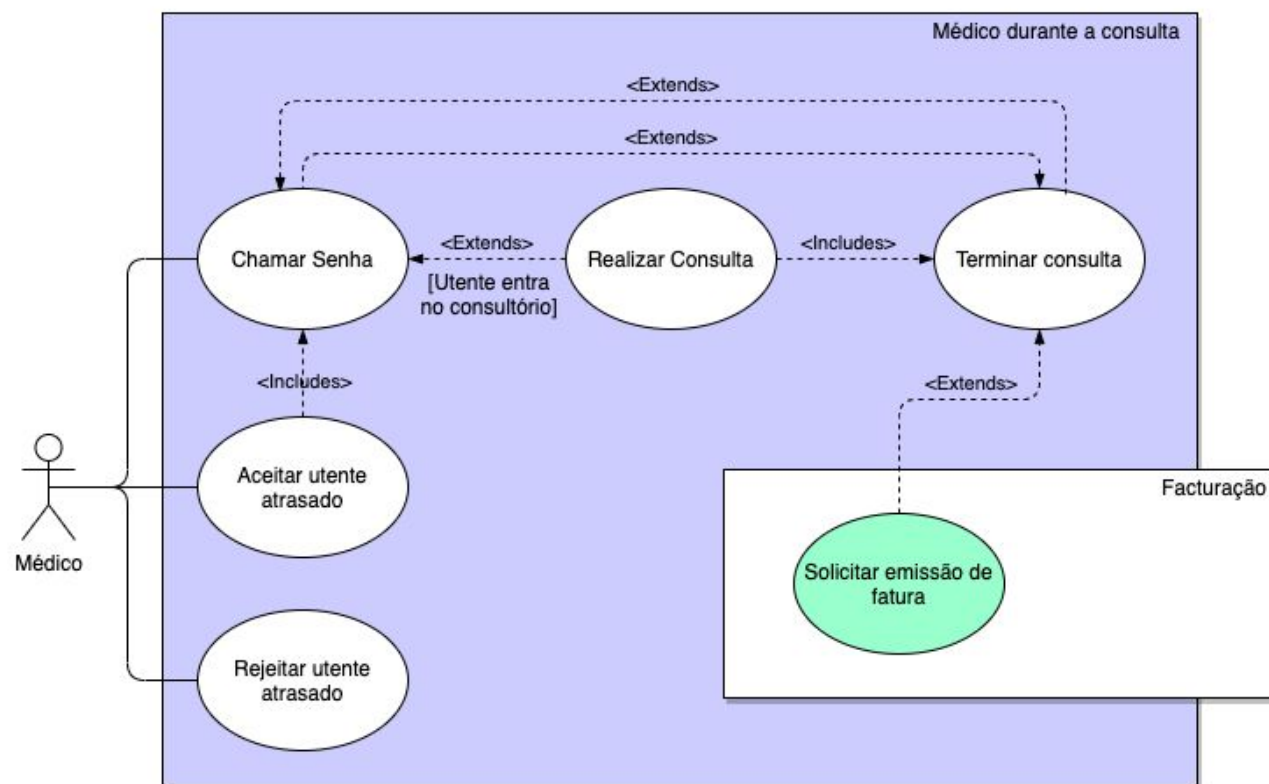 Médico durante a consulta
<Extends>
<Extends>
Chamar Senha
<Extends>
[Utente entra
no consultório]
Realizar Consulta
<Includes>
Terminar consulta
<Includes>
<Extends>
Aceitar utente
atrasado
Médico
Facturação
Solicitar emissão de
fatura
Rejeitar utente
atrasado